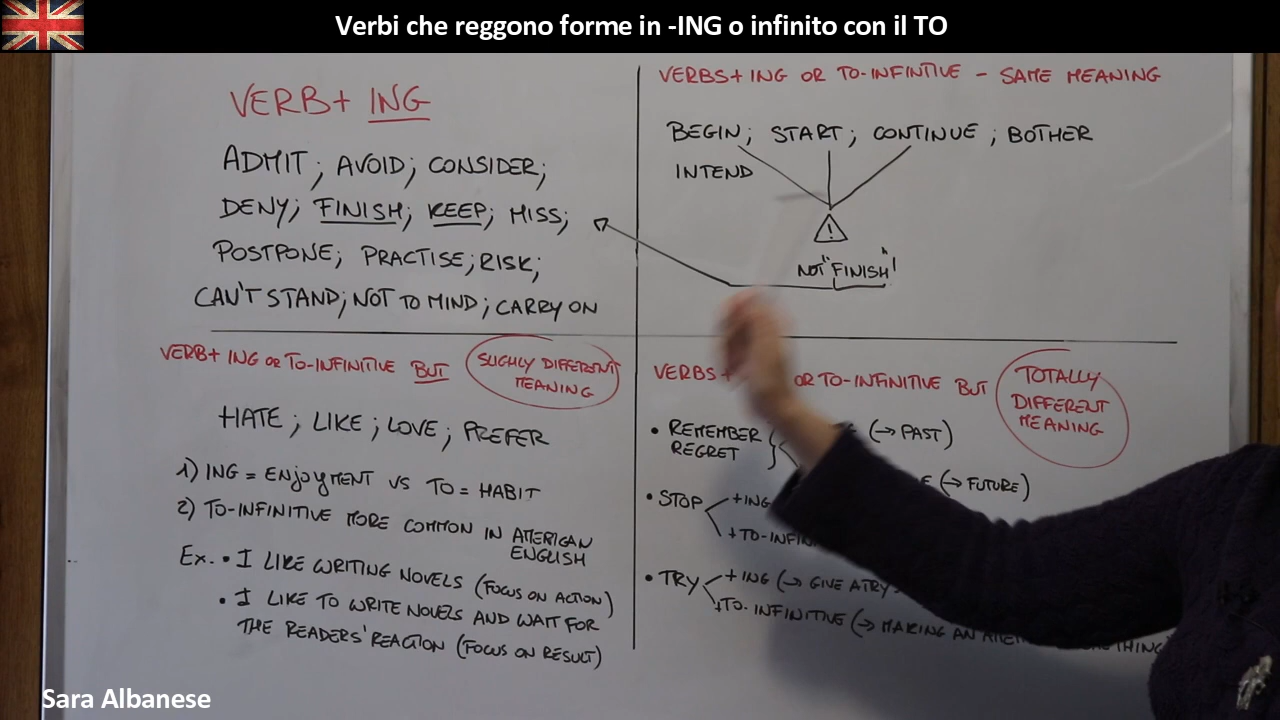 Verbi che reggono forme in -ING o infinito con il TO
VERB+ ING
ADMIT; AVOID; CONSIDER;
DENY; FINISH; KEEP; MISS;
POSTPONE; PRACTISE; RISK;
CAN'T STAND; NOT TO MIND; CARRY ON
VERBS+ ING OR TO-INFINTIVE - SAME MEANING
BEGIN; START; CONTINUE; BOTHER
INTEND
!
NOT "FINISH"!
VERB+ ING OR TO-INFINITIVE BUT SLIGHLY DIFFERENT
MEANING
HATE; LIKE; LOVE; PREFER
1) ING = ENJOYMENT VS TO = HABIT
2) TO-INFINITIVE MORE COMMON IN AMERICAN
ENGLISH
Ex. • I LIKE WRITING NOVELS (FOCUS ON ACTION)
• I LIKE TO WRITE NOVELS AND WAIT FOR
THE READERS' REACTION (FOCUS ON RESULT)
VERBS+ OR TO-INFINITIVE BUT TOTALLY
DIFFERENT
MEANING
• REMEMBER (→ PAST)
REGRET
(→ FUTURE)
• STOP +ING
+TO-INFIN
• TRY + ING (→ GIVE A TRY
+TO-INFINITIVE (→ MAKING AN THING
Sara Albanese